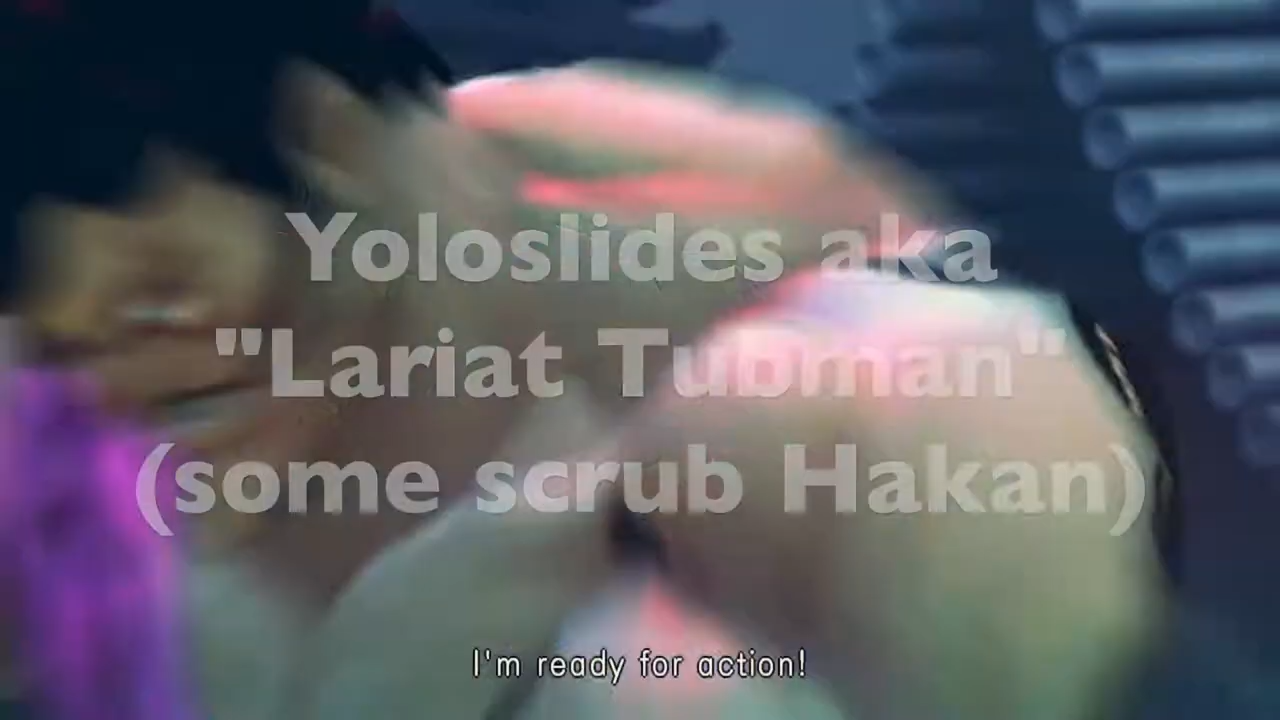 Yoloslides aka
"Lariat Tubman"
(some scrub Hakan)
I'm ready for action!